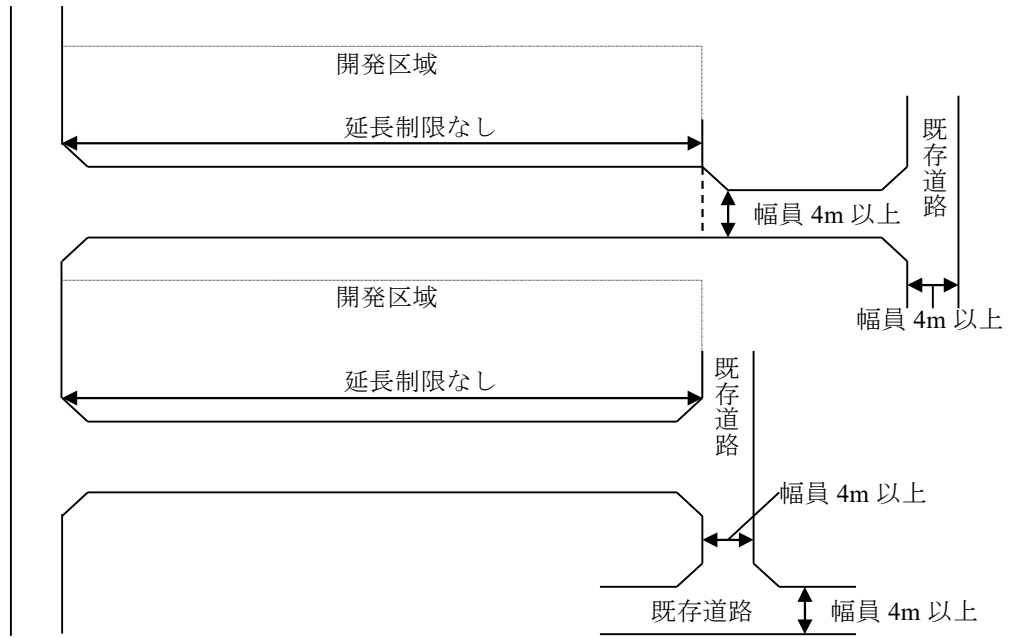 開発区域
延長制限なし
既存道路
幅員 4m 以上
幅員 4m 以上
開発区域
延長制限なし
既存道路
幅員 4m 以上
既存道路
幅員 4m 以上